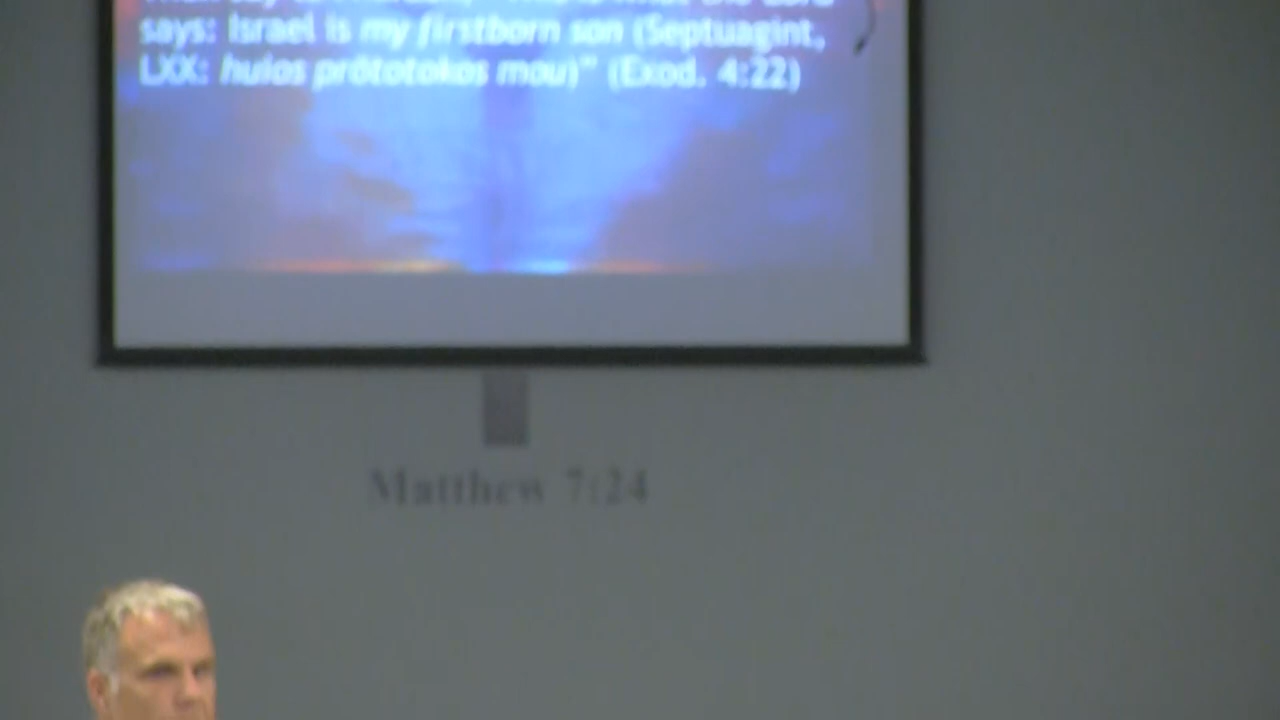 says: Israel is my firstborn son (Septuagint,
LXX: huios prōtotokos mou)" (Exod. 4:22)
Matthew 7:24